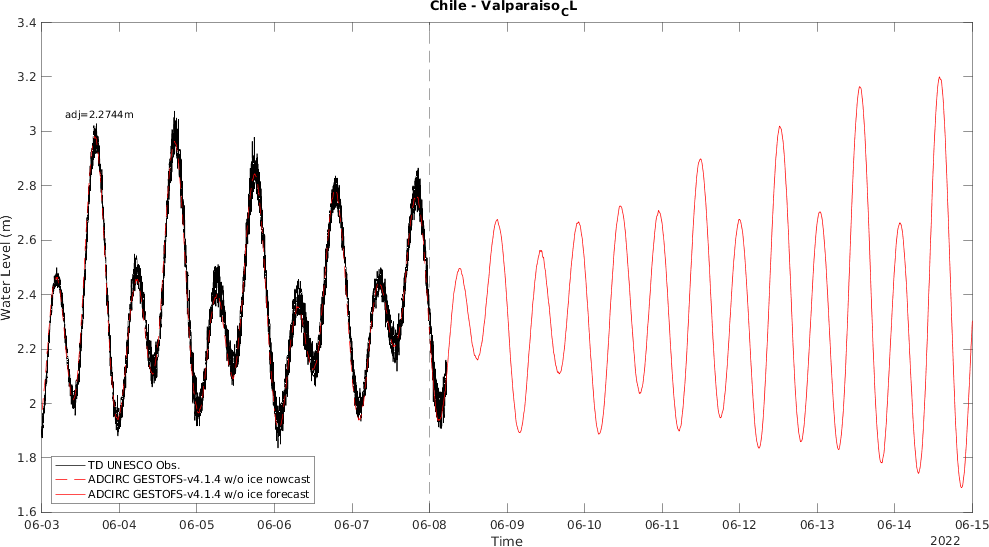 Chile - Valparaiso_CL
3.4
3.2
3
2.8
2.6
2.4
2.2
2
1.8
1.6
Water Level (m)
adj=2.2744m
TD UNESCO Obs.
ADCIRC GESTOFS-v4.1.4 w/o ice nowcast
ADCIRC GESTOFS-v4.1.4 w/o ice forecast
06-03 06-04 06-05 06-06 06-07 06-08 06-09 06-10 06-11 06-12 06-13 06-14 06-15
Time
2022